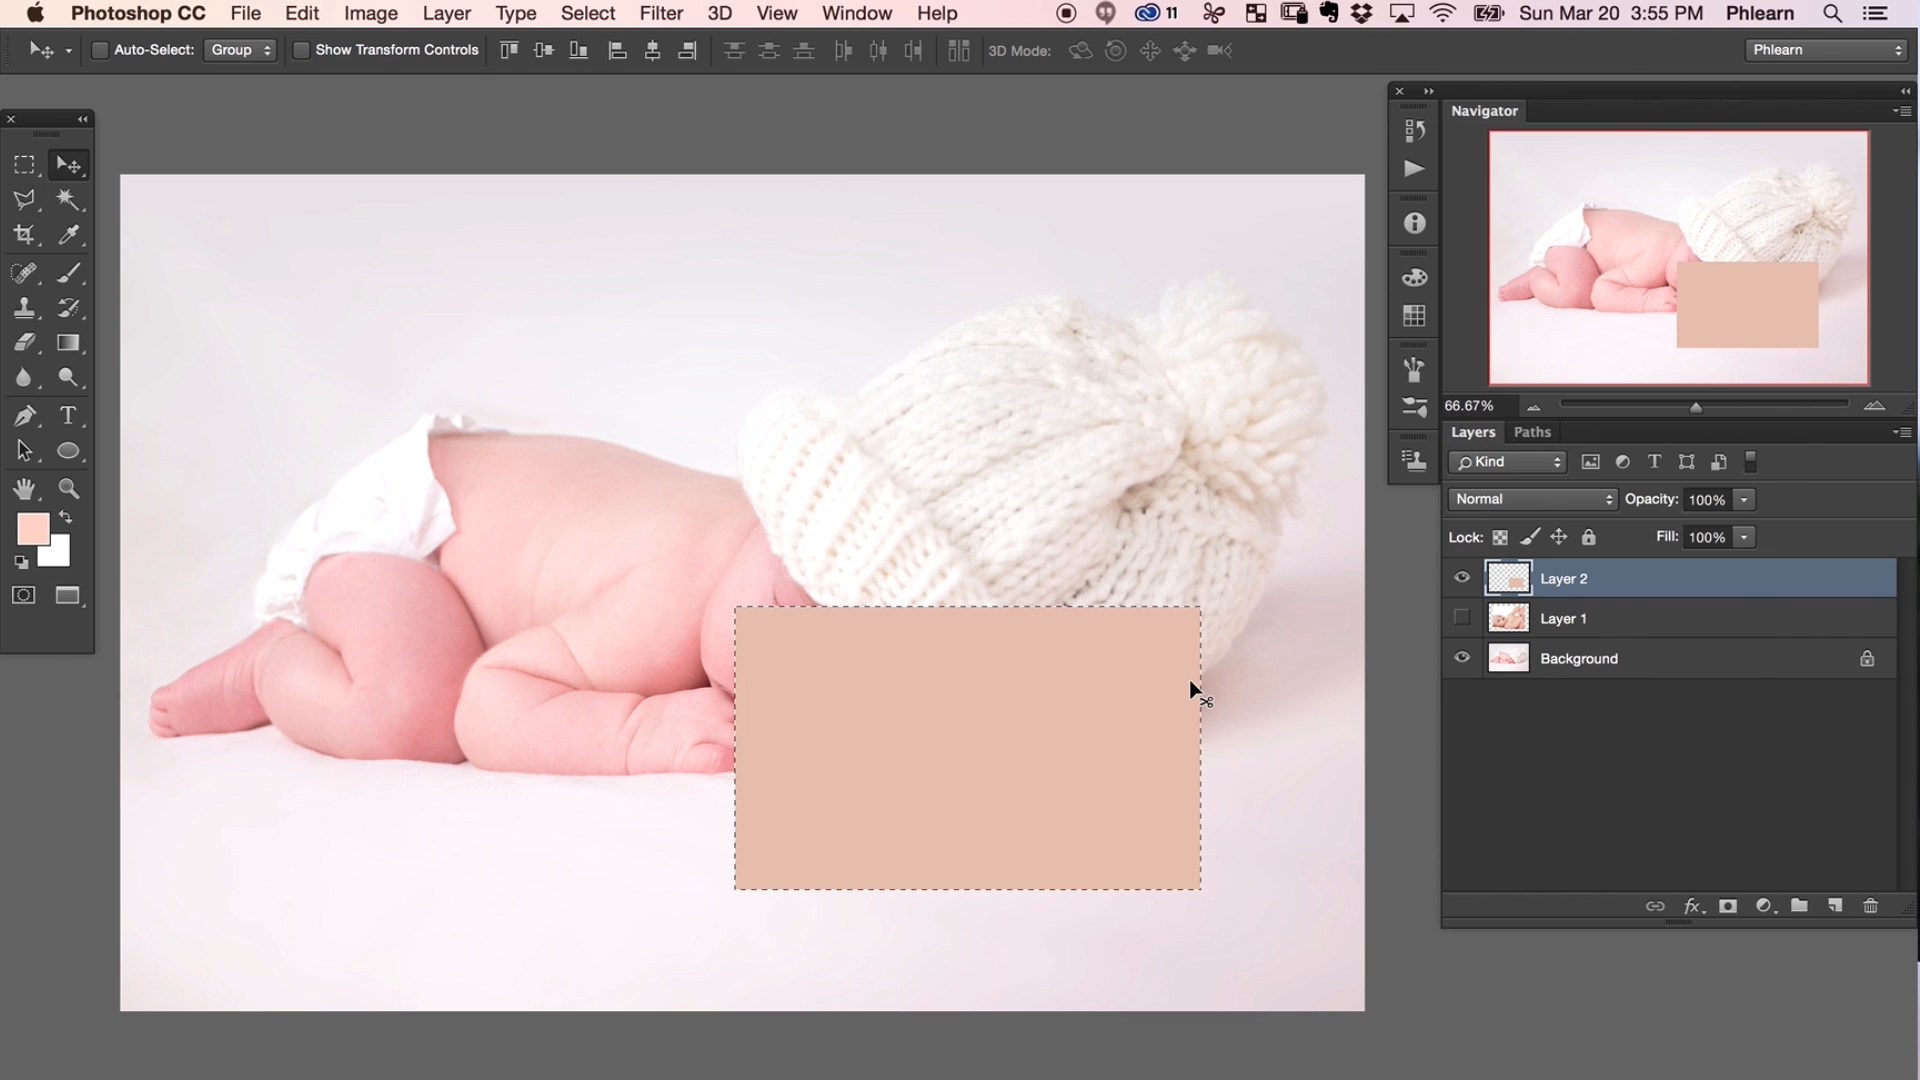 Photoshop CC File Edit Image Layer Type Select Filter 3D View Window Help 11 Sun Mar 20 3:55 PM Phlearn
Auto-Select: Group Show Transform Controls 3D Mode: Phlearn
Navigator
66.67%
Layers Paths
Kind
Normal Opacity: 100%
Lock: Fill: 100%
Layer 2
Layer 1
Background
fx